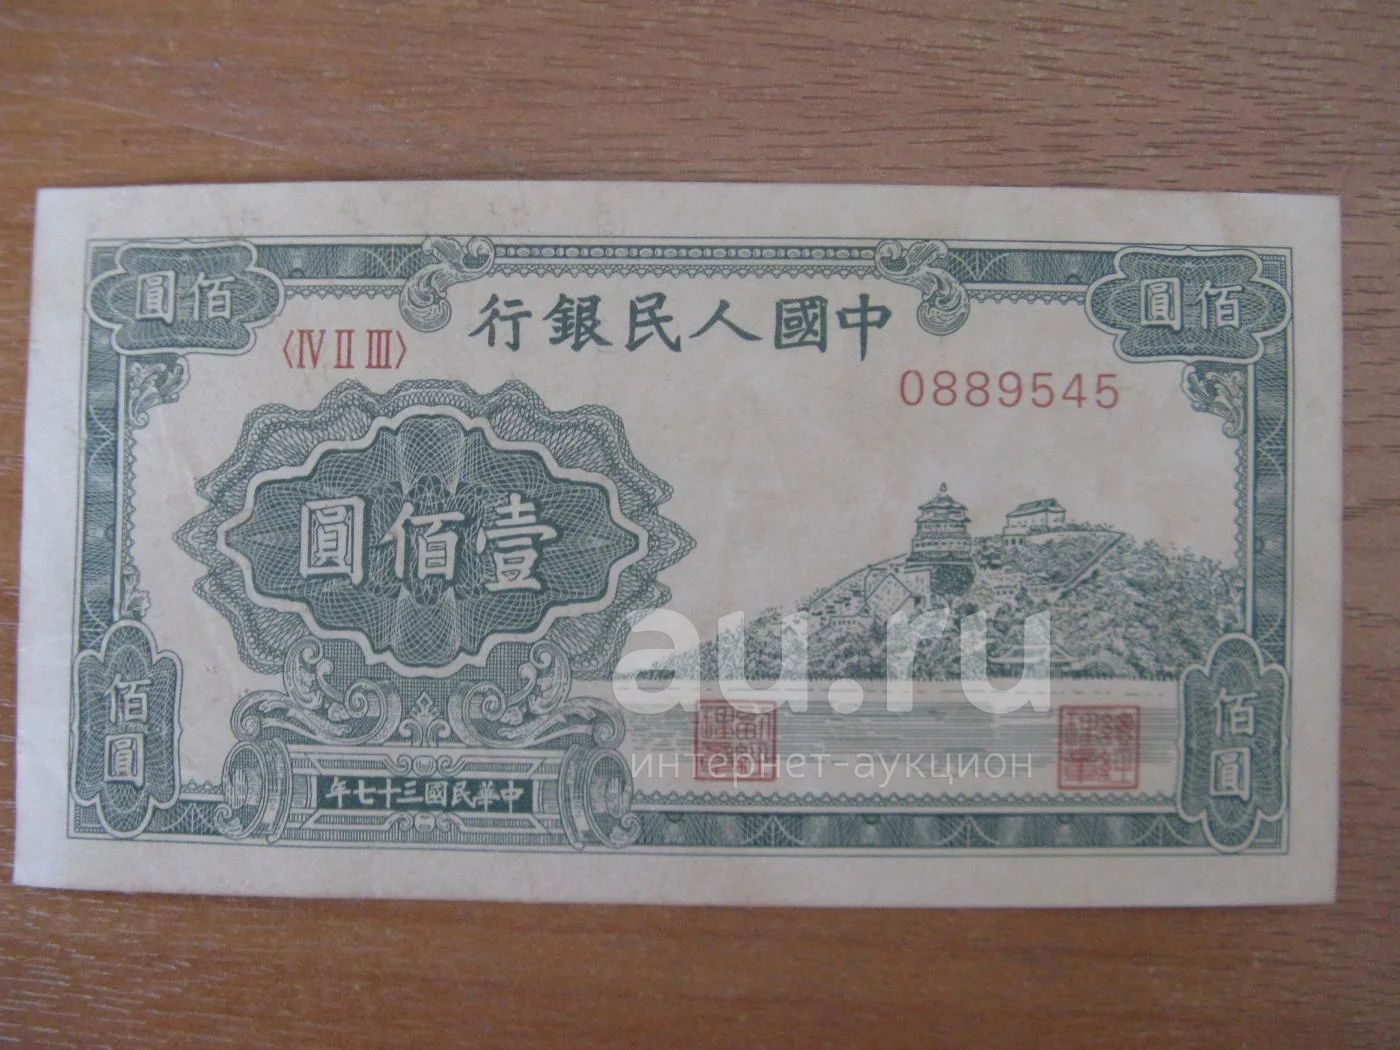 佰圓
佰圓
中國人民銀行
〈Ⅳ Ⅱ Ⅲ〉
0889545
壹佰圓
au.ru
интернет-аукцион
佰圓
佰圓
中華民國三十七年